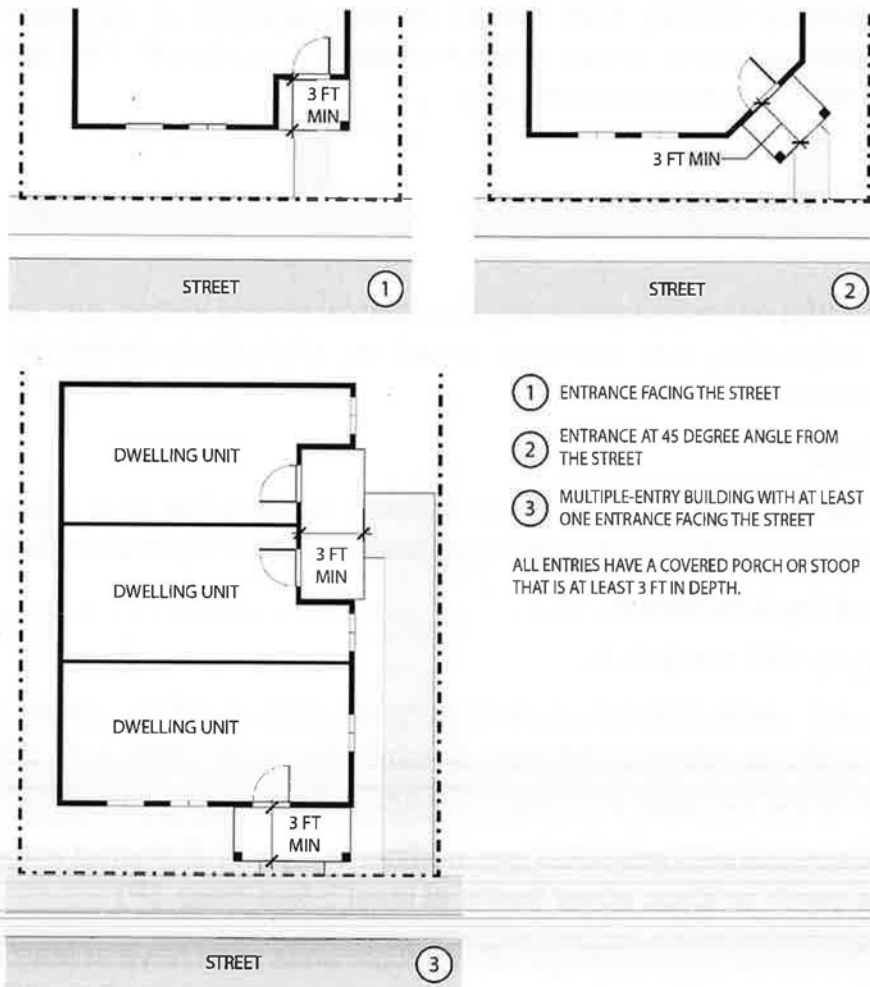 3 FT
MIN
STREET
1
3 FT MIN
STREET
2
DWELLING UNIT
DWELLING UNIT
3 FT
MIN
DWELLING UNIT
3 FT
MIN
STREET
3
1 ENTRANCE FACING THE STREET
2 ENTRANCE AT 45 DEGREE ANGLE FROM
THE STREET
3 MULTIPLE-ENTRY BUILDING WITH AT LEAST
ONE ENTRANCE FACING THE STREET
ALL ENTRIES HAVE A COVERED PORCH OR STOOP
THAT IS AT LEAST 3 FT IN DEPTH.